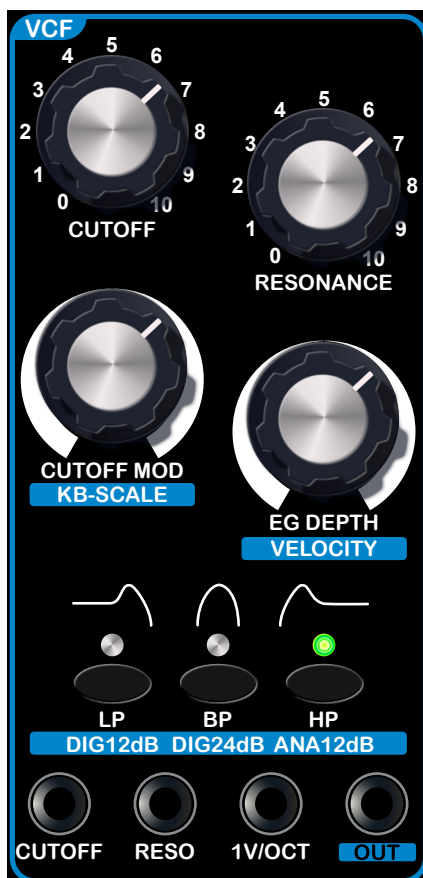 VCF
0 1 2 3 4 5 6 7 8 9 10
CUTOFF
0 1 2 3 4 5 6 7 8 9 10
RESONANCE
CUTOFF MOD
KB-SCALE
EG DEPTH
VELOCITY
LP BP HP
DIG12dB DIG24dB ANA12dB
CUTOFF RESO 1V/OCT OUT